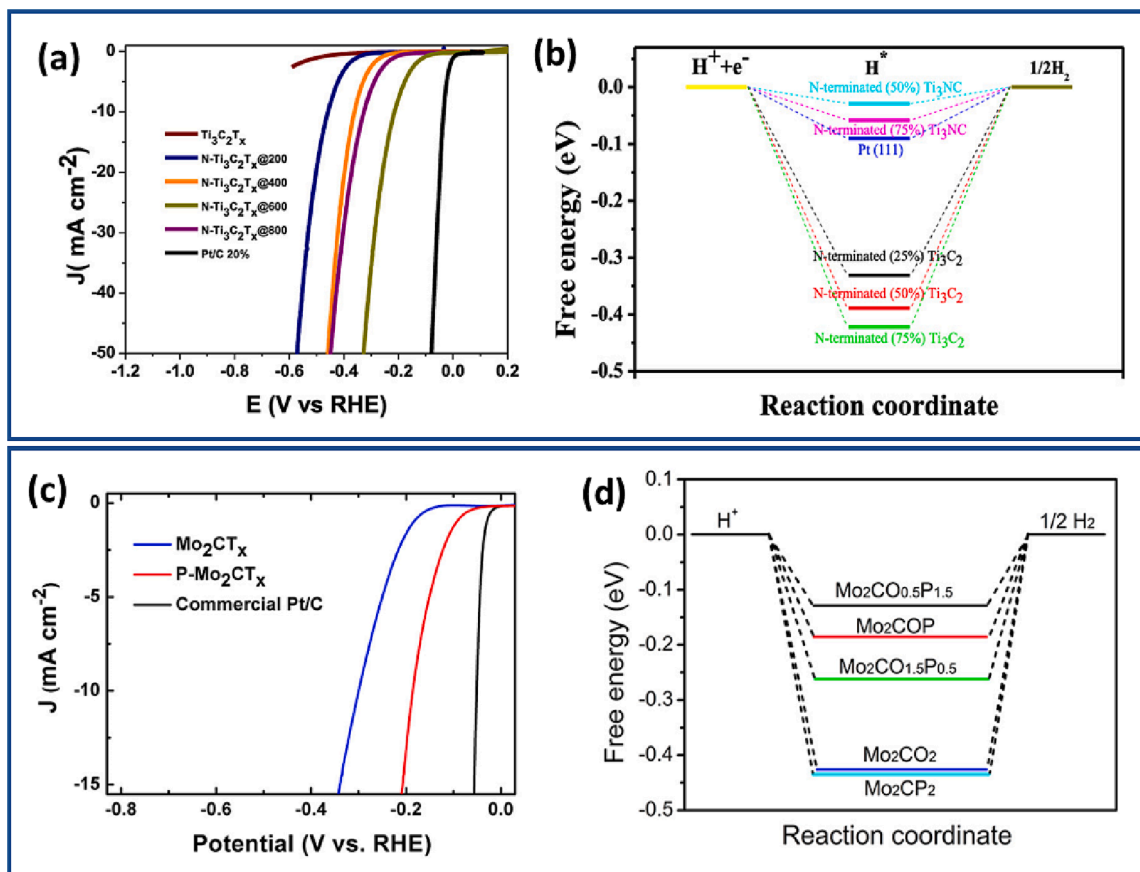 (a)
0
-10
-20
-30
-40
-50
J( mA cm⁻²)
Ti₃C₂Tₓ
N-Ti₃C₂Tₓ@200
N-Ti₃C₂Tₓ@400
N-Ti₃C₂Tₓ@600
N-Ti₃C₂Tₓ@800
Pt/C 20%
-1.2 -1.0 -0.8 -0.6 -0.4 -0.2 0.0 0.2
E (V vs RHE)
(b)
0.0
-0.1
-0.2
-0.3
-0.4
-0.5
Free energy (eV)
H⁺+e⁻ H* 1/2H₂
N-terminated (50%) Ti₃NC
N-terminated (75%) Ti₃NC
Pt (111)
N-terminated (25%) Ti₃C₂
N-terminated (50%) Ti₃C₂
N-terminated (75%) Ti₃C₂
Reaction coordinate
(c)
0
-5
-10
-15
J (mA cm⁻²)
Mo₂CTₓ
P-Mo₂CTₓ
Commercial Pt/C
-0.8 -0.6 -0.4 -0.2 0.0
Potential (V vs. RHE)
(d)
0.1
0.0
-0.1
-0.2
-0.3
-0.4
-0.5
Free energy (eV)
H⁺ 1/2 H₂
Mo₂CO₀.₅P₁.₅
Mo₂COP
Mo₂CO₁.₅P₀.₅
Mo₂CO₂
Mo₂CP₂
Reaction coordinate